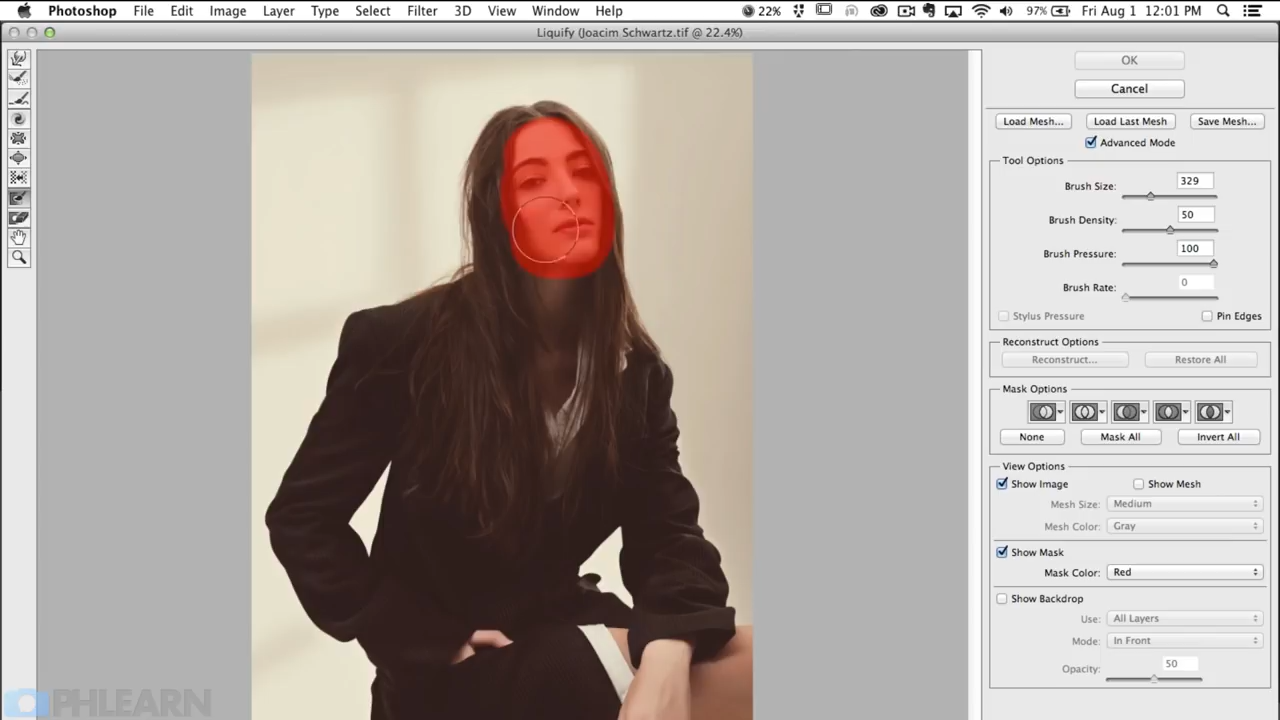 Photoshop File Edit Image Layer Type Select Filter 3D View Window Help 22% 97% Fri Aug 1 12:01 PM
Liquify (Joacim Schwartz.tif @ 22.4%)
OK
Cancel
Load Mesh... Load Last Mesh Save Mesh...
Advanced Mode
Tool Options
Brush Size: 329
Brush Density: 50
Brush Pressure: 100
Brush Rate: 0
Stylus Pressure Pin Edges
Reconstruct Options
Reconstruct... Restore All
Mask Options
None Mask All Invert All
View Options
Show Image Show Mesh
Mesh Size: Medium
Mesh Color: Gray
Show Mask
Mask Color: Red
Show Backdrop
Use: All Layers
Mode: In Front
Opacity: 50
PHLEARN